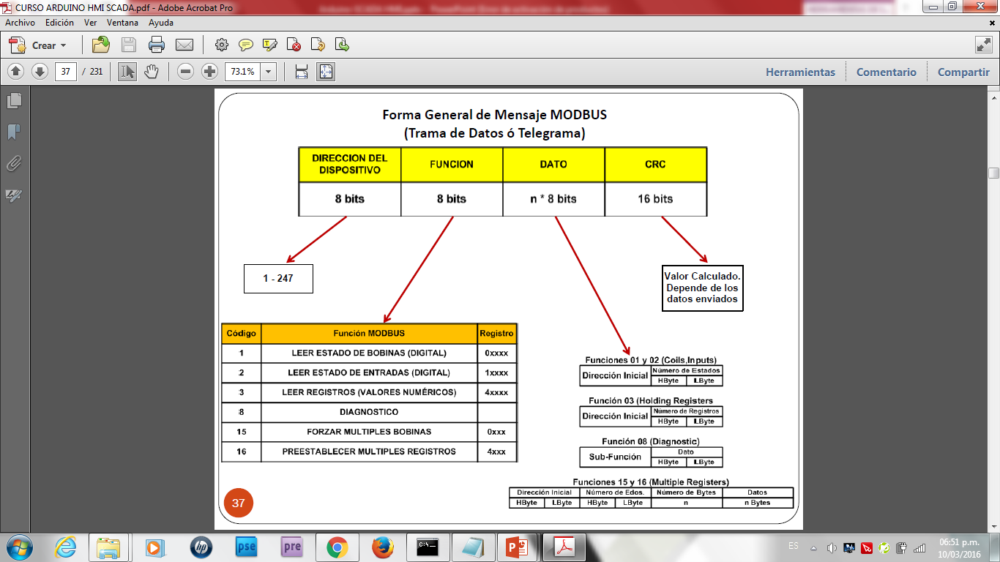 CURSO ARDUINO HMI SCADA.pdf - Adobe Acrobat Pro
Archivo Edición Ver Ventana Ayuda
Crear
37 / 231 73.1% Herramientas Comentario Compartir
Forma General de Mensaje MODBUS
(Trama de Datos ó Telegrama)
DIRECCION DEL DISPOSITIVO FUNCION DATO CRC
8 bits 8 bits n * 8 bits 16 bits
1 - 247
Valor Calculado.
Depende de los
datos enviados
Código Función MODBUS Registro
1 LEER ESTADO DE BOBINAS (DIGITAL) 0xxxx
2 LEER ESTADO DE ENTRADAS (DIGITAL) 1xxxx
3 LEER REGISTROS (VALORES NUMÉRICOS) 4xxxx
8 DIAGNOSTICO
15 FORZAR MULTIPLES BOBINAS 0xxx
16 PREESTABLECER MULTIPLES REGISTROS 4xxx
Funciones 01 y 02 (Coils,Inputs)
Dirección Inicial Número de Estados
HByte LByte
Función 03 (Holding Registers
Dirección Inicial Número de Registros
HByte LByte
Función 08 (Diagnostic)
Sub-Función Dato
HByte LByte
Funciones 15 y 16 (Multiple Registers)
Dirección Inicial Número de Edos. Número de Bytes Datos
HByte LByte HByte LByte n n Bytes
37
hp pse pre
ES 06:51 p.m.
10/03/2016